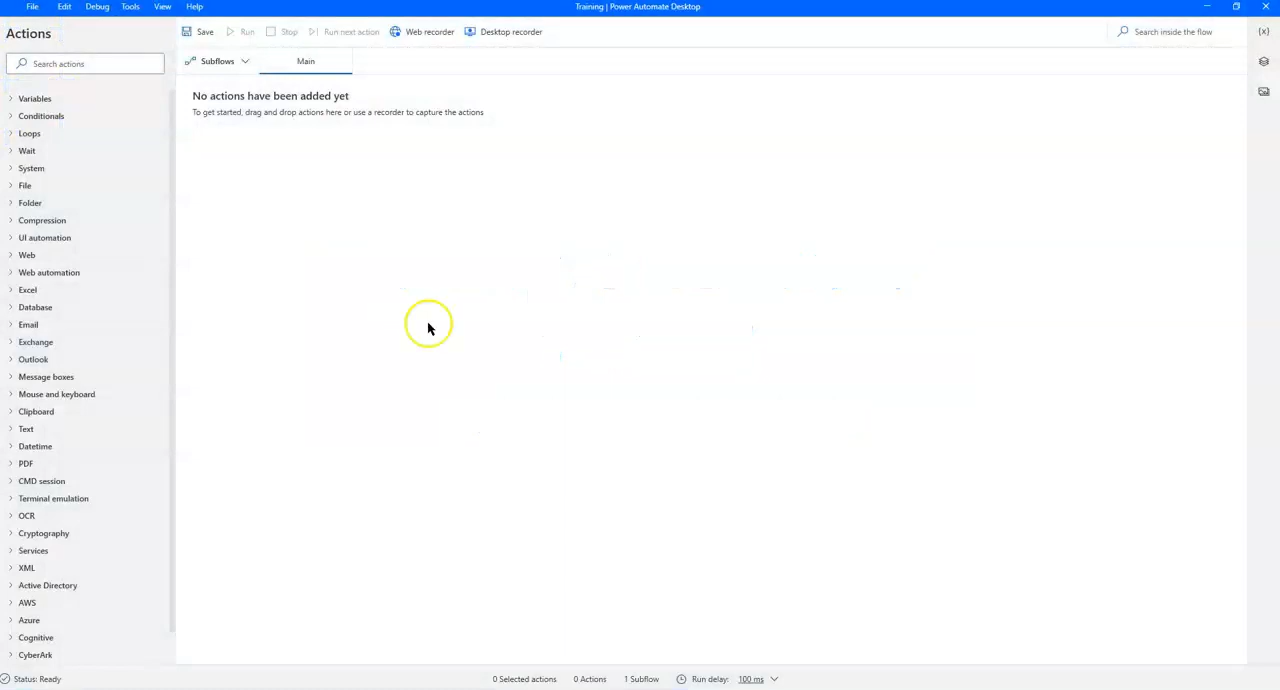 File Edit Debug Tools View Help Training | Power Automate Desktop
Actions
Save Run Stop Run next action Web recorder Desktop recorder Search inside the flow {x}
Search actions
Subflows Main
No actions have been added yet
To get started, drag and drop actions here or use a recorder to capture the actions
Variables
Conditionals
Loops
Wait
System
File
Folder
Compression
UI automation
Web
Web automation
Excel
Database
Email
Exchange
Outlook
Message boxes
Mouse and keyboard
Clipboard
Text
Datetime
PDF
CMD session
Terminal emulation
OCR
Cryptography
Services
XML
Active Directory
AWS
Azure
Cognitive
CyberArk
Status: Ready 0 Selected actions 0 Actions 1 Subflow Run delay: 100 ms